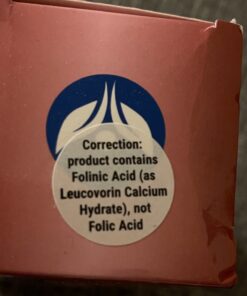 Correction:
product contains
Folinic Acid (as
Leucovorin Calcium
Hydrate), not
Folic Acid